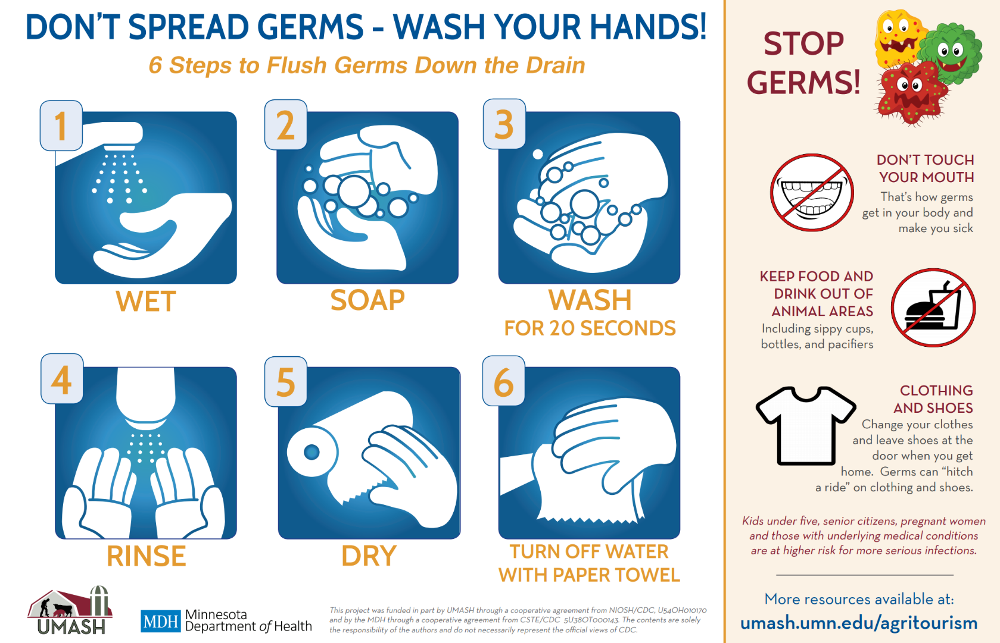 DON'T SPREAD GERMS - WASH YOUR HANDS!
6 Steps to Flush Germs Down the Drain
1
WET
2
SOAP
3
WASH
FOR 20 SECONDS
4
RINSE
5
DRY
6
TURN OFF WATER
WITH PAPER TOWEL
UMASH
MDH
Minnesota
Department of Health
This project was funded in part by UMASH through a cooperative agreement from NIOSH/CDC, U54OH010170
and by the MDH through a cooperative agreement from CSTE/CDC 5U38OT000143. The contents are solely
the responsibility of the authors and do not necessarily represent the official views of CDC.
STOP
GERMS!
DON'T TOUCH
YOUR MOUTH
That's how germs
get in your body and
make you sick
KEEP FOOD AND
DRINK OUT OF
ANIMAL AREAS
Including sippy cups,
bottles, and pacifiers
CLOTHING
AND SHOES
Change your clothes
and leave shoes at the
door when you get
home. Germs can "hitch
a ride" on clothing and shoes.
Kids under five, senior citizens, pregnant women
and those with underlying medical conditions
are at higher risk for more serious infections.
More resources available at:
umash.umn.edu/agritourism